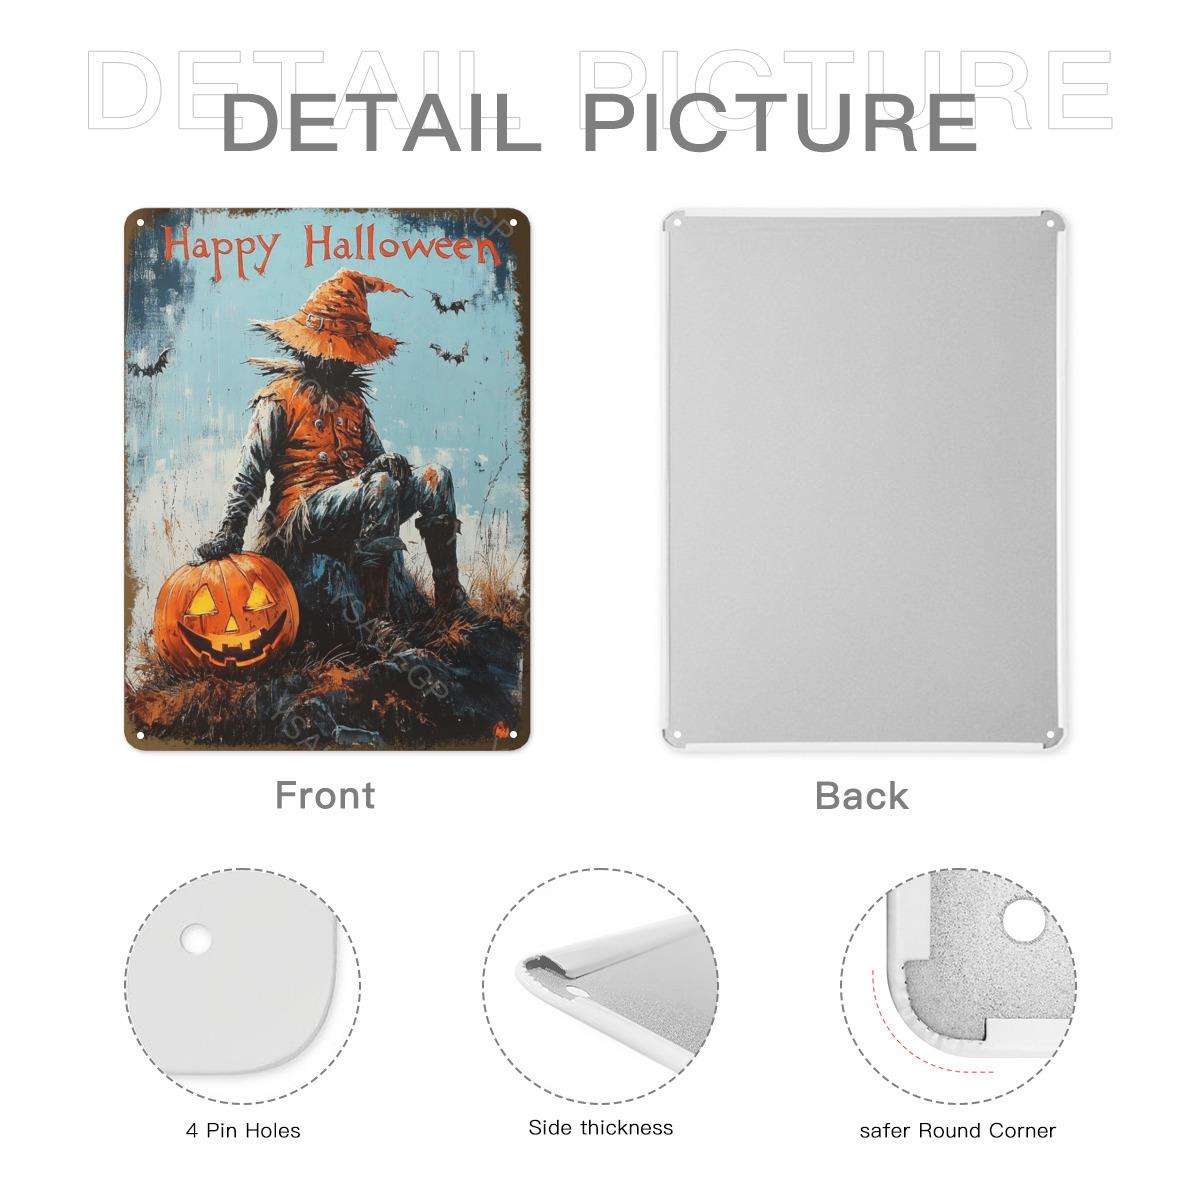 DETAIL PICTURE
DETAIL PICTURE
Happy Halloween
Front
Back
4 Pin Holes
Side thickness
safer Round Corner